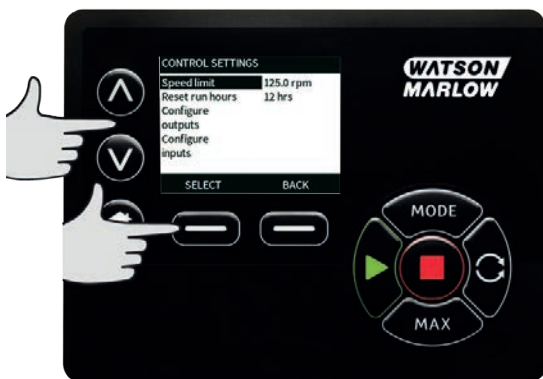 CONTROL SETTINGS
Speed limit 125.0 rpm
Reset run hours 12 hrs
Configure
outputs
Configure
inputs
SELECT BACK
WATSON
MARLOW
MODE
MAX